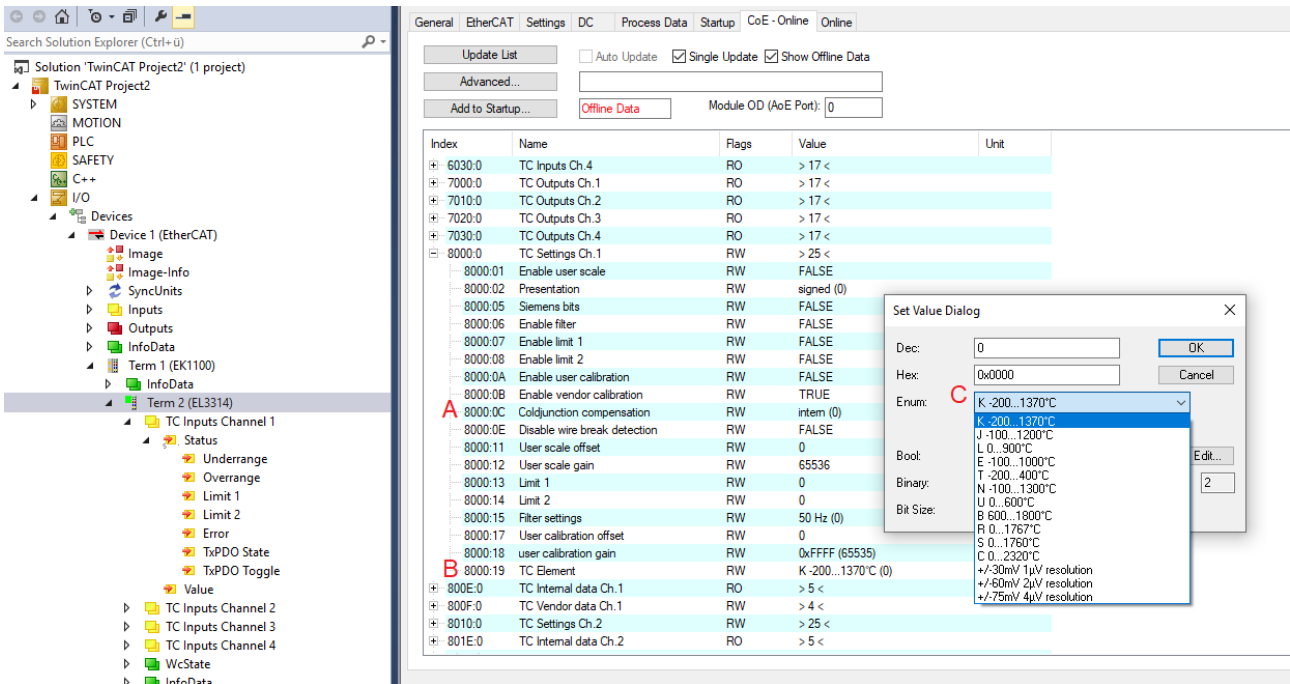 Search Solution Explorer (Ctrl+ü)
Solution 'TwinCAT Project2' (1 project)
TwinCAT Project2
SYSTEM
MOTION
PLC
SAFETY
C++
I/O
Devices
Device 1 (EtherCAT)
Image
Image-Info
SyncUnits
Inputs
Outputs
InfoData
Term 1 (EK1100)
InfoData
Term 2 (EL3314)
TC Inputs Channel 1
Status
Underrange
Overrange
Limit 1
Limit 2
Error
TxPDO State
TxPDO Toggle
Value
TC Inputs Channel 2
TC Inputs Channel 3
TC Inputs Channel 4
WcState
InfoData
General EtherCAT Settings DC Process Data Startup CoE - Online Online
Update List Auto Update Single Update Show Offline Data
Advanced...
Add to Startup... Offline Data Module OD (AoE Port): 0
Index Name Flags Value Unit
6030:0 TC Inputs Ch.4 RO > 17 <
7000:0 TC Outputs Ch.1 RO > 17 <
7010:0 TC Outputs Ch.2 RO > 17 <
7020:0 TC Outputs Ch.3 RO > 17 <
7030:0 TC Outputs Ch.4 RO > 17 <
8000:0 TC Settings Ch.1 RW > 25 <
8000:01 Enable user scale RW FALSE
8000:02 Presentation RW signed (0)
8000:05 Siemens bits RW FALSE
8000:06 Enable filter RW FALSE
8000:07 Enable limit 1 RW FALSE
8000:08 Enable limit 2 RW FALSE
8000:0A Enable user calibration RW FALSE
8000:0B Enable vendor calibration RW TRUE
A 8000:0C Coldjunction compensation RW intern (0)
8000:0E Disable wire break detection RW FALSE
8000:11 User scale offset RW 0
8000:12 User scale gain RW 65536
8000:13 Limit 1 RW 0
8000:14 Limit 2 RW 0
8000:15 Filter settings RW 50 Hz (0)
8000:17 User calibration offset RW 0
8000:18 user calibration gain RW 0xFFFF (65535)
B 8000:19 TC Element RW K -200...1370°C (0)
800E:0 TC Internal data Ch.1 RO > 5 <
800F:0 TC Vendor data Ch.1 RW > 4 <
8010:0 TC Settings Ch.2 RW > 25 <
801E:0 TC Internal data Ch.2 RO > 5 <
Set Value Dialog
Dec: 0 OK
Hex: 0x0000 Cancel
Enum: C K -200...1370°C
K -200...1370°C
J -100...1200°C
L 0...900°C
E -100...1000°C
T -200...400°C
N -100...1300°C
U 0...600°C
B 600...1800°C
R 0...1767°C
S 0...1760°C
C 0...2320°C
+/-30mV 1µV resolution
+/-60mV 2µV resolution
+/-75mV 4µV resolution
Bool: Edit...
Binary: 2
Bit Size: